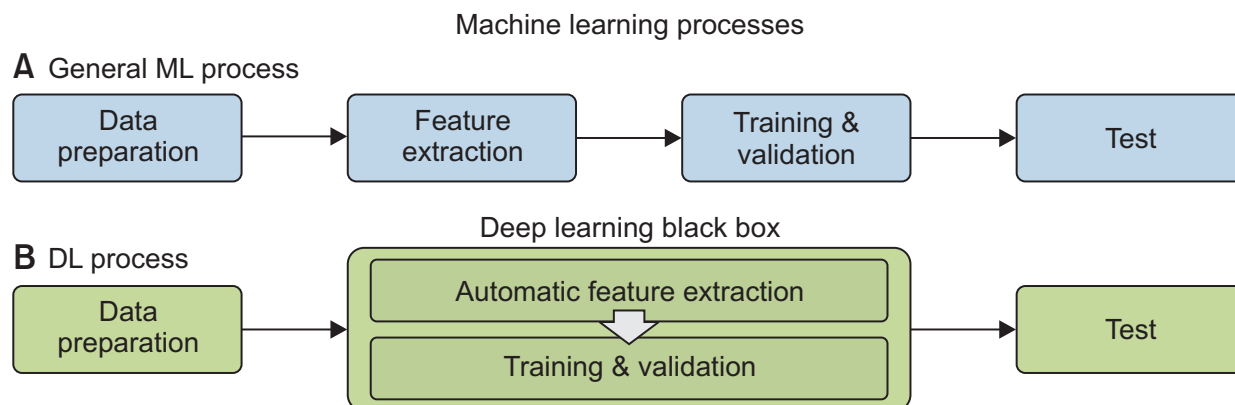 Machine learning processes
A General ML process
Data
preparation
Feature
extraction
Training &
validation
Test
Deep learning black box
B DL process
Data
preparation
Automatic feature extraction
Training & validation
Test